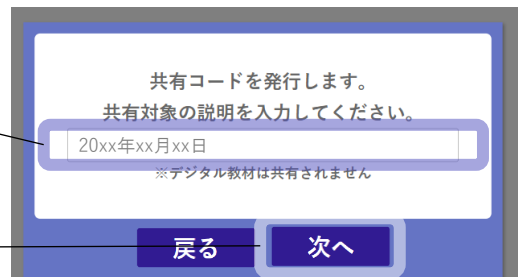 共有コードを発行します。
共有対象の説明を入力してください。
20xx年xx月xx日
※デジタル教材は共有されません
戻る
次へ